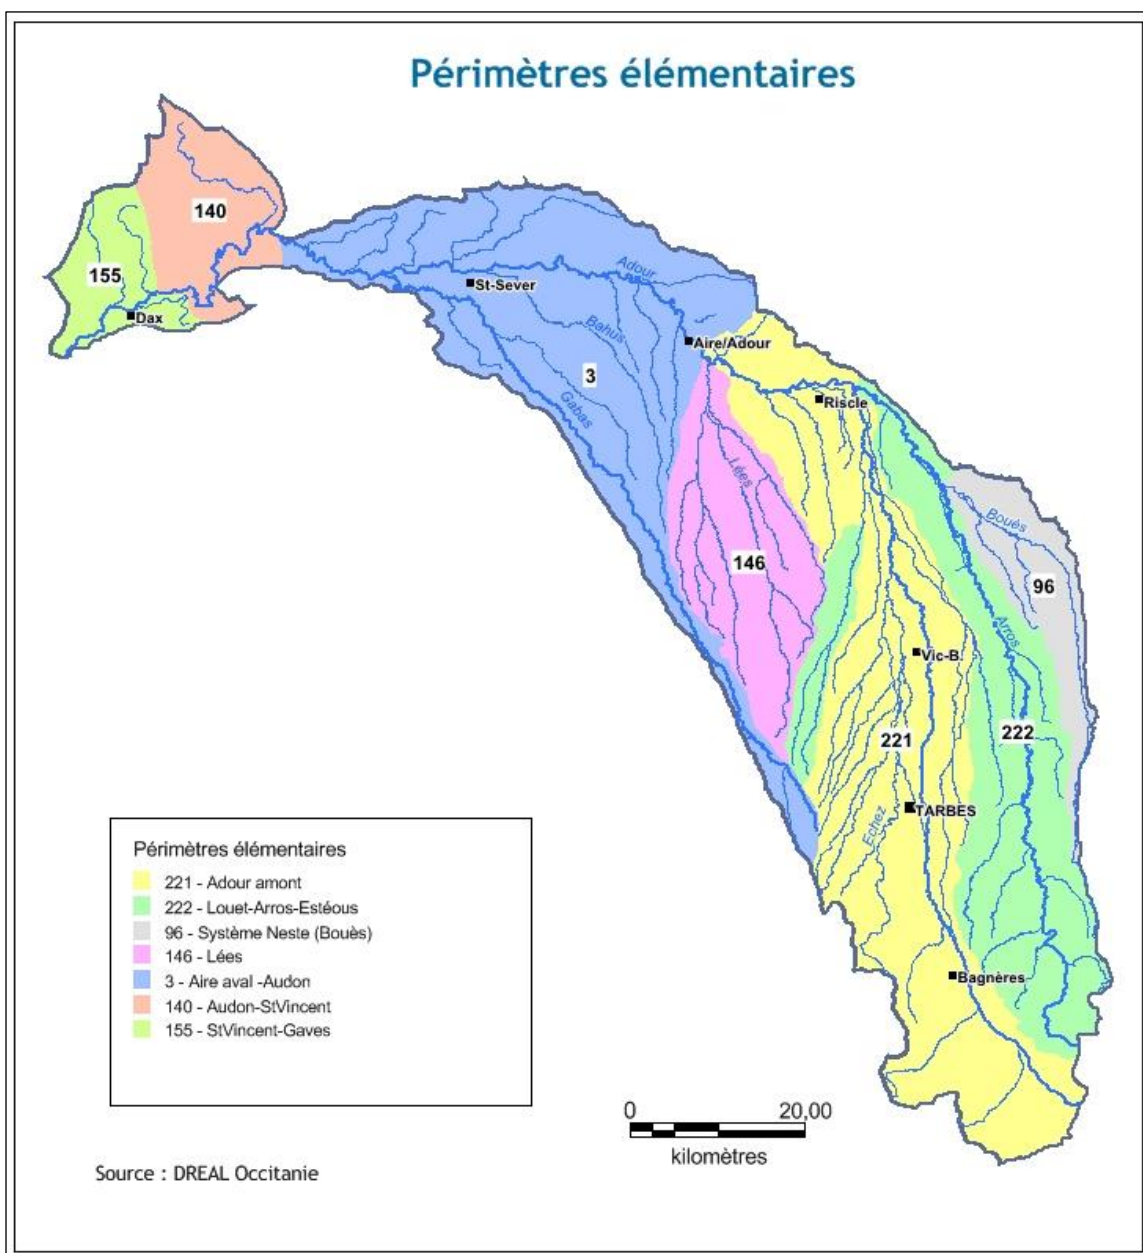 Périmètres élémentaires
140
155
Dax
St-Sever
Adour
Bahus
Aire/Adour
3
Gabas
Riscle
Lées
Bouès
146
96
Arros
Vic-B.
221
222
TARBES
Echez
Bagnères
Périmètres élémentaires
221 - Adour amont
222 - Louet-Arros-Estéous
96 - Système Neste (Bouès)
146 - Lées
3 - Aire aval -Audon
140 - Audon-StVincent
155 - StVincent-Gaves
0 20,00
kilomètres
Source : DREAL Occitanie